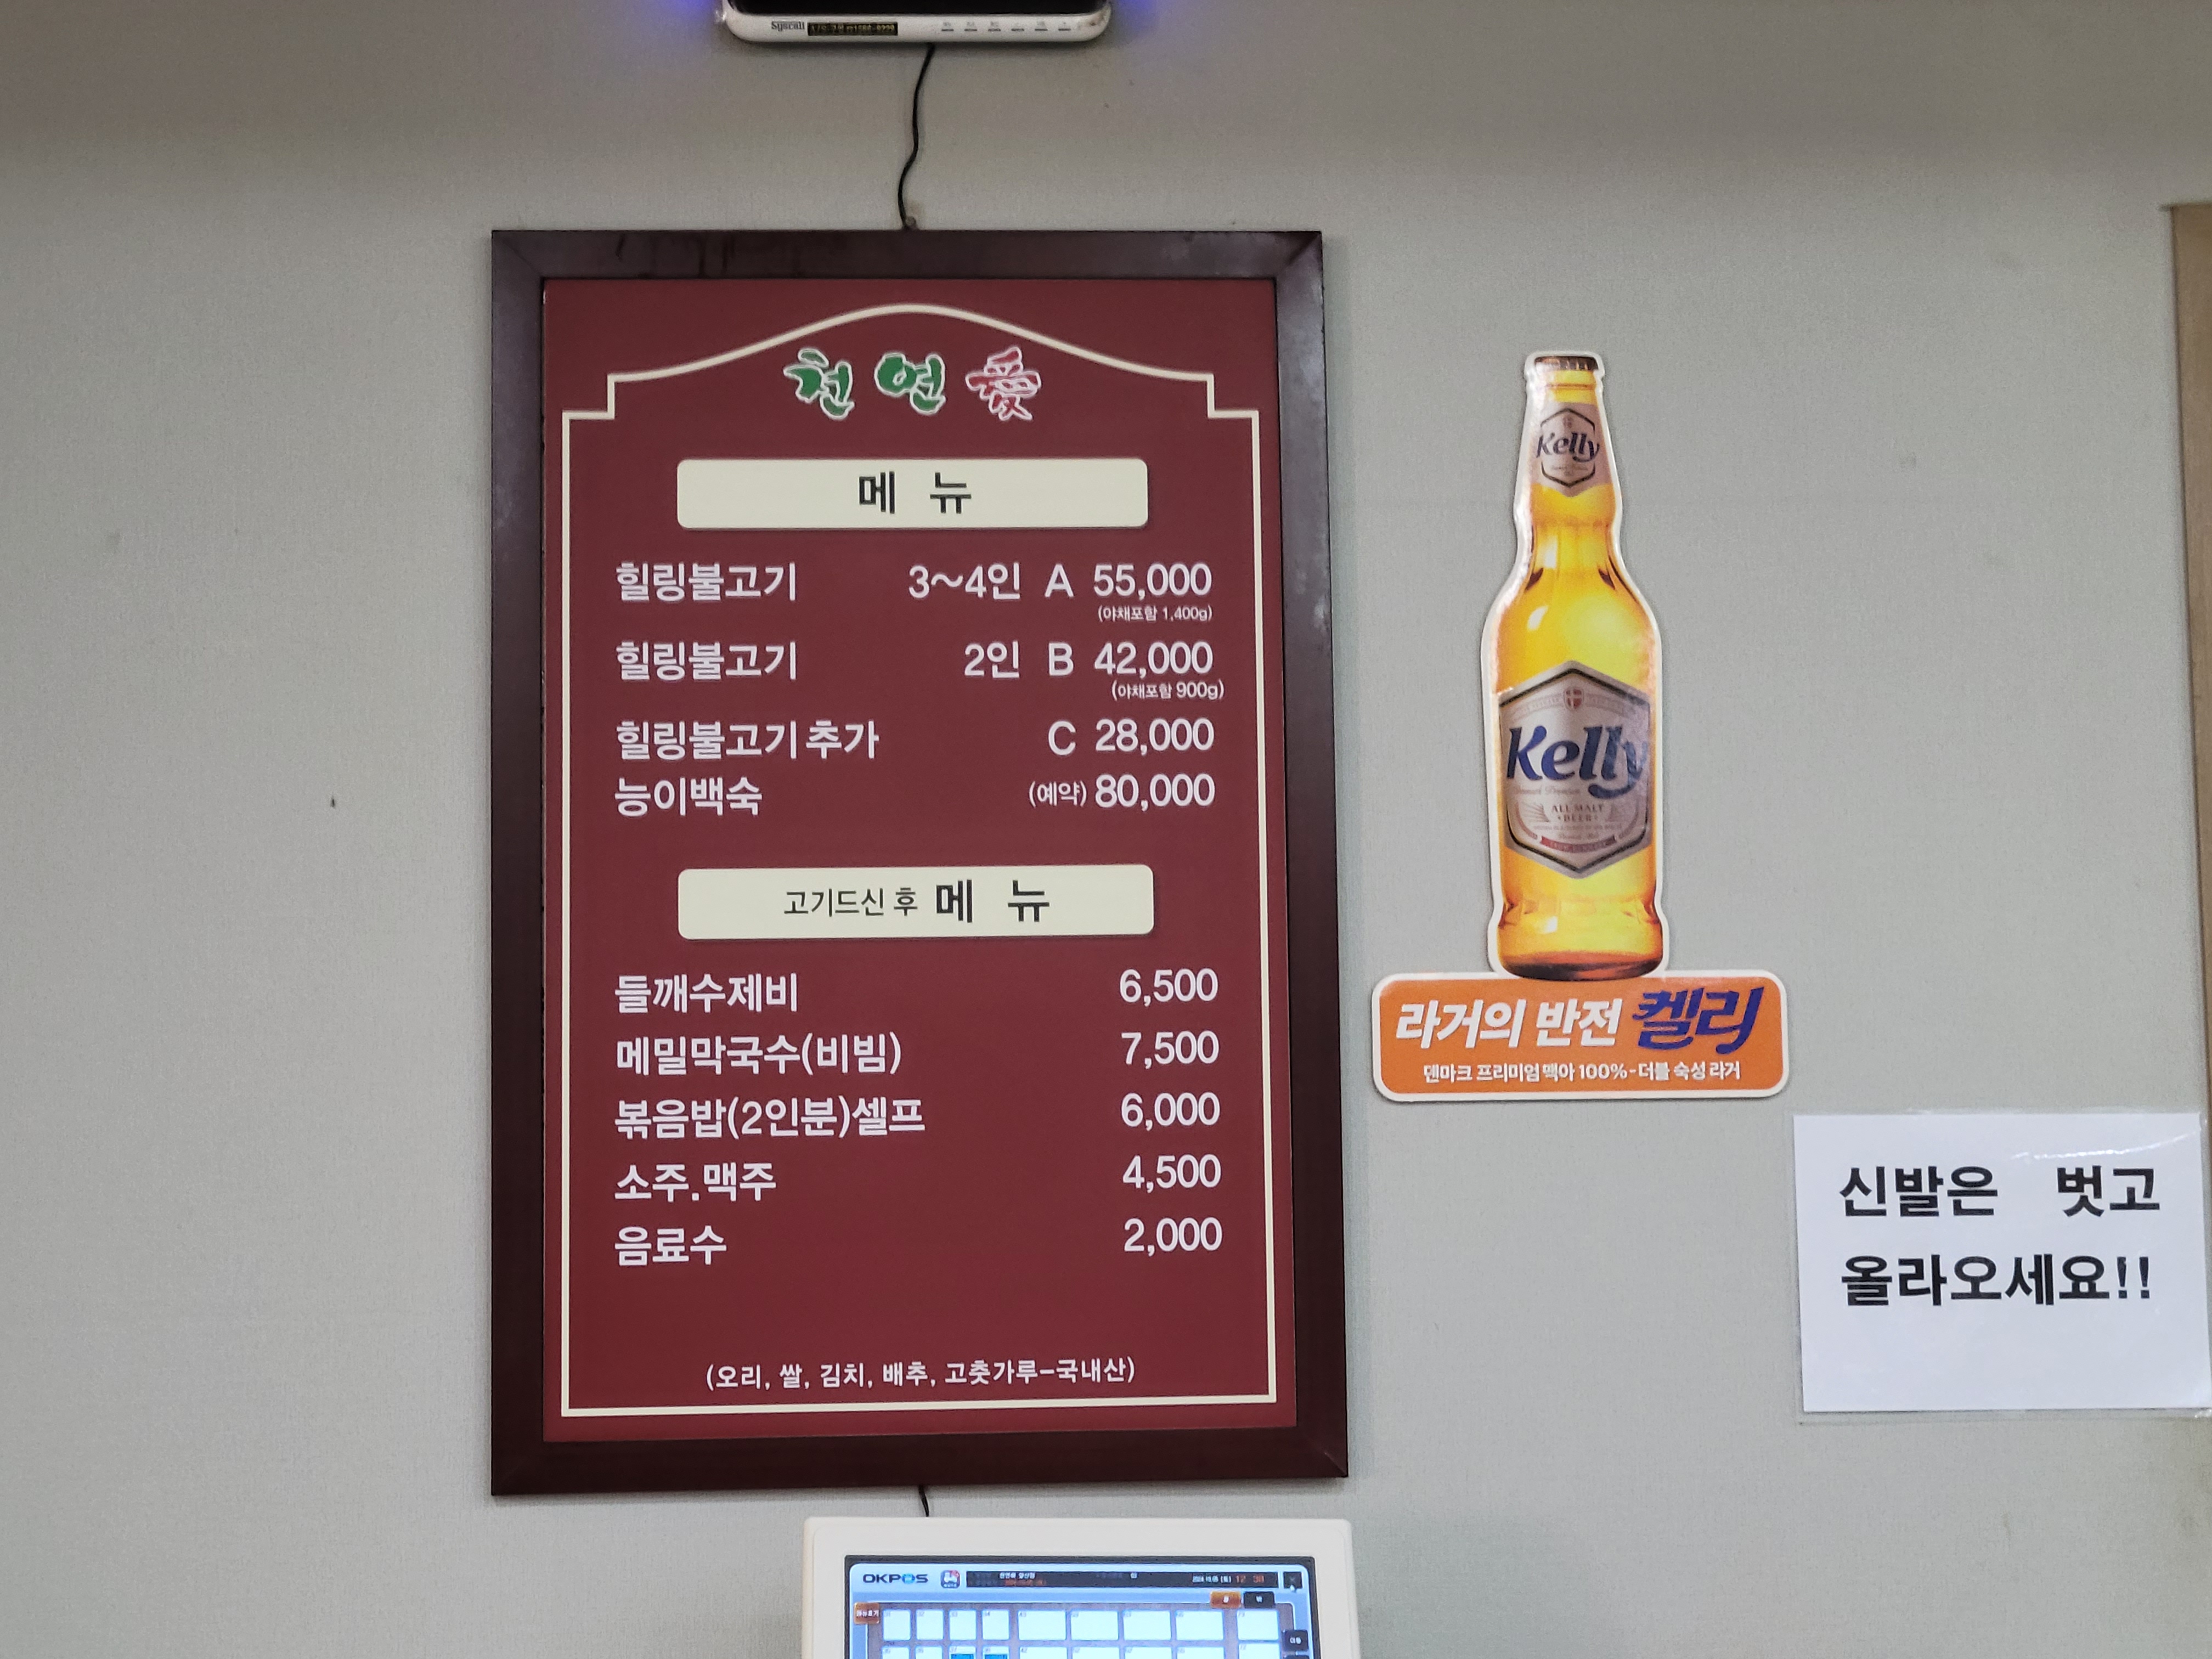 Syscall
천연愛
메 뉴
힐링불고기 3~4인 A 55,000
(야채포함 1,400g)
힐링불고기 2인 B 42,000
(야채포함 900g)
힐링불고기 추가 C 28,000
능이백숙 (예약) 80,000
고기드신 후 메 뉴
들깨수제비 6,500
메밀막국수(비빔) 7,500
볶음밥(2인분)셀프 6,000
소주.맥주 4,500
음료수 2,000
(오리, 쌀, 김치, 배추, 고춧가루-국내산)
Kelly
Kelly
ALL MALT
BEER
라거의 반전 켈리
덴마크 프리미엄 맥아 100%-더블 숙성 라거
신발은 벗고
올라오세요!!
OKPOS